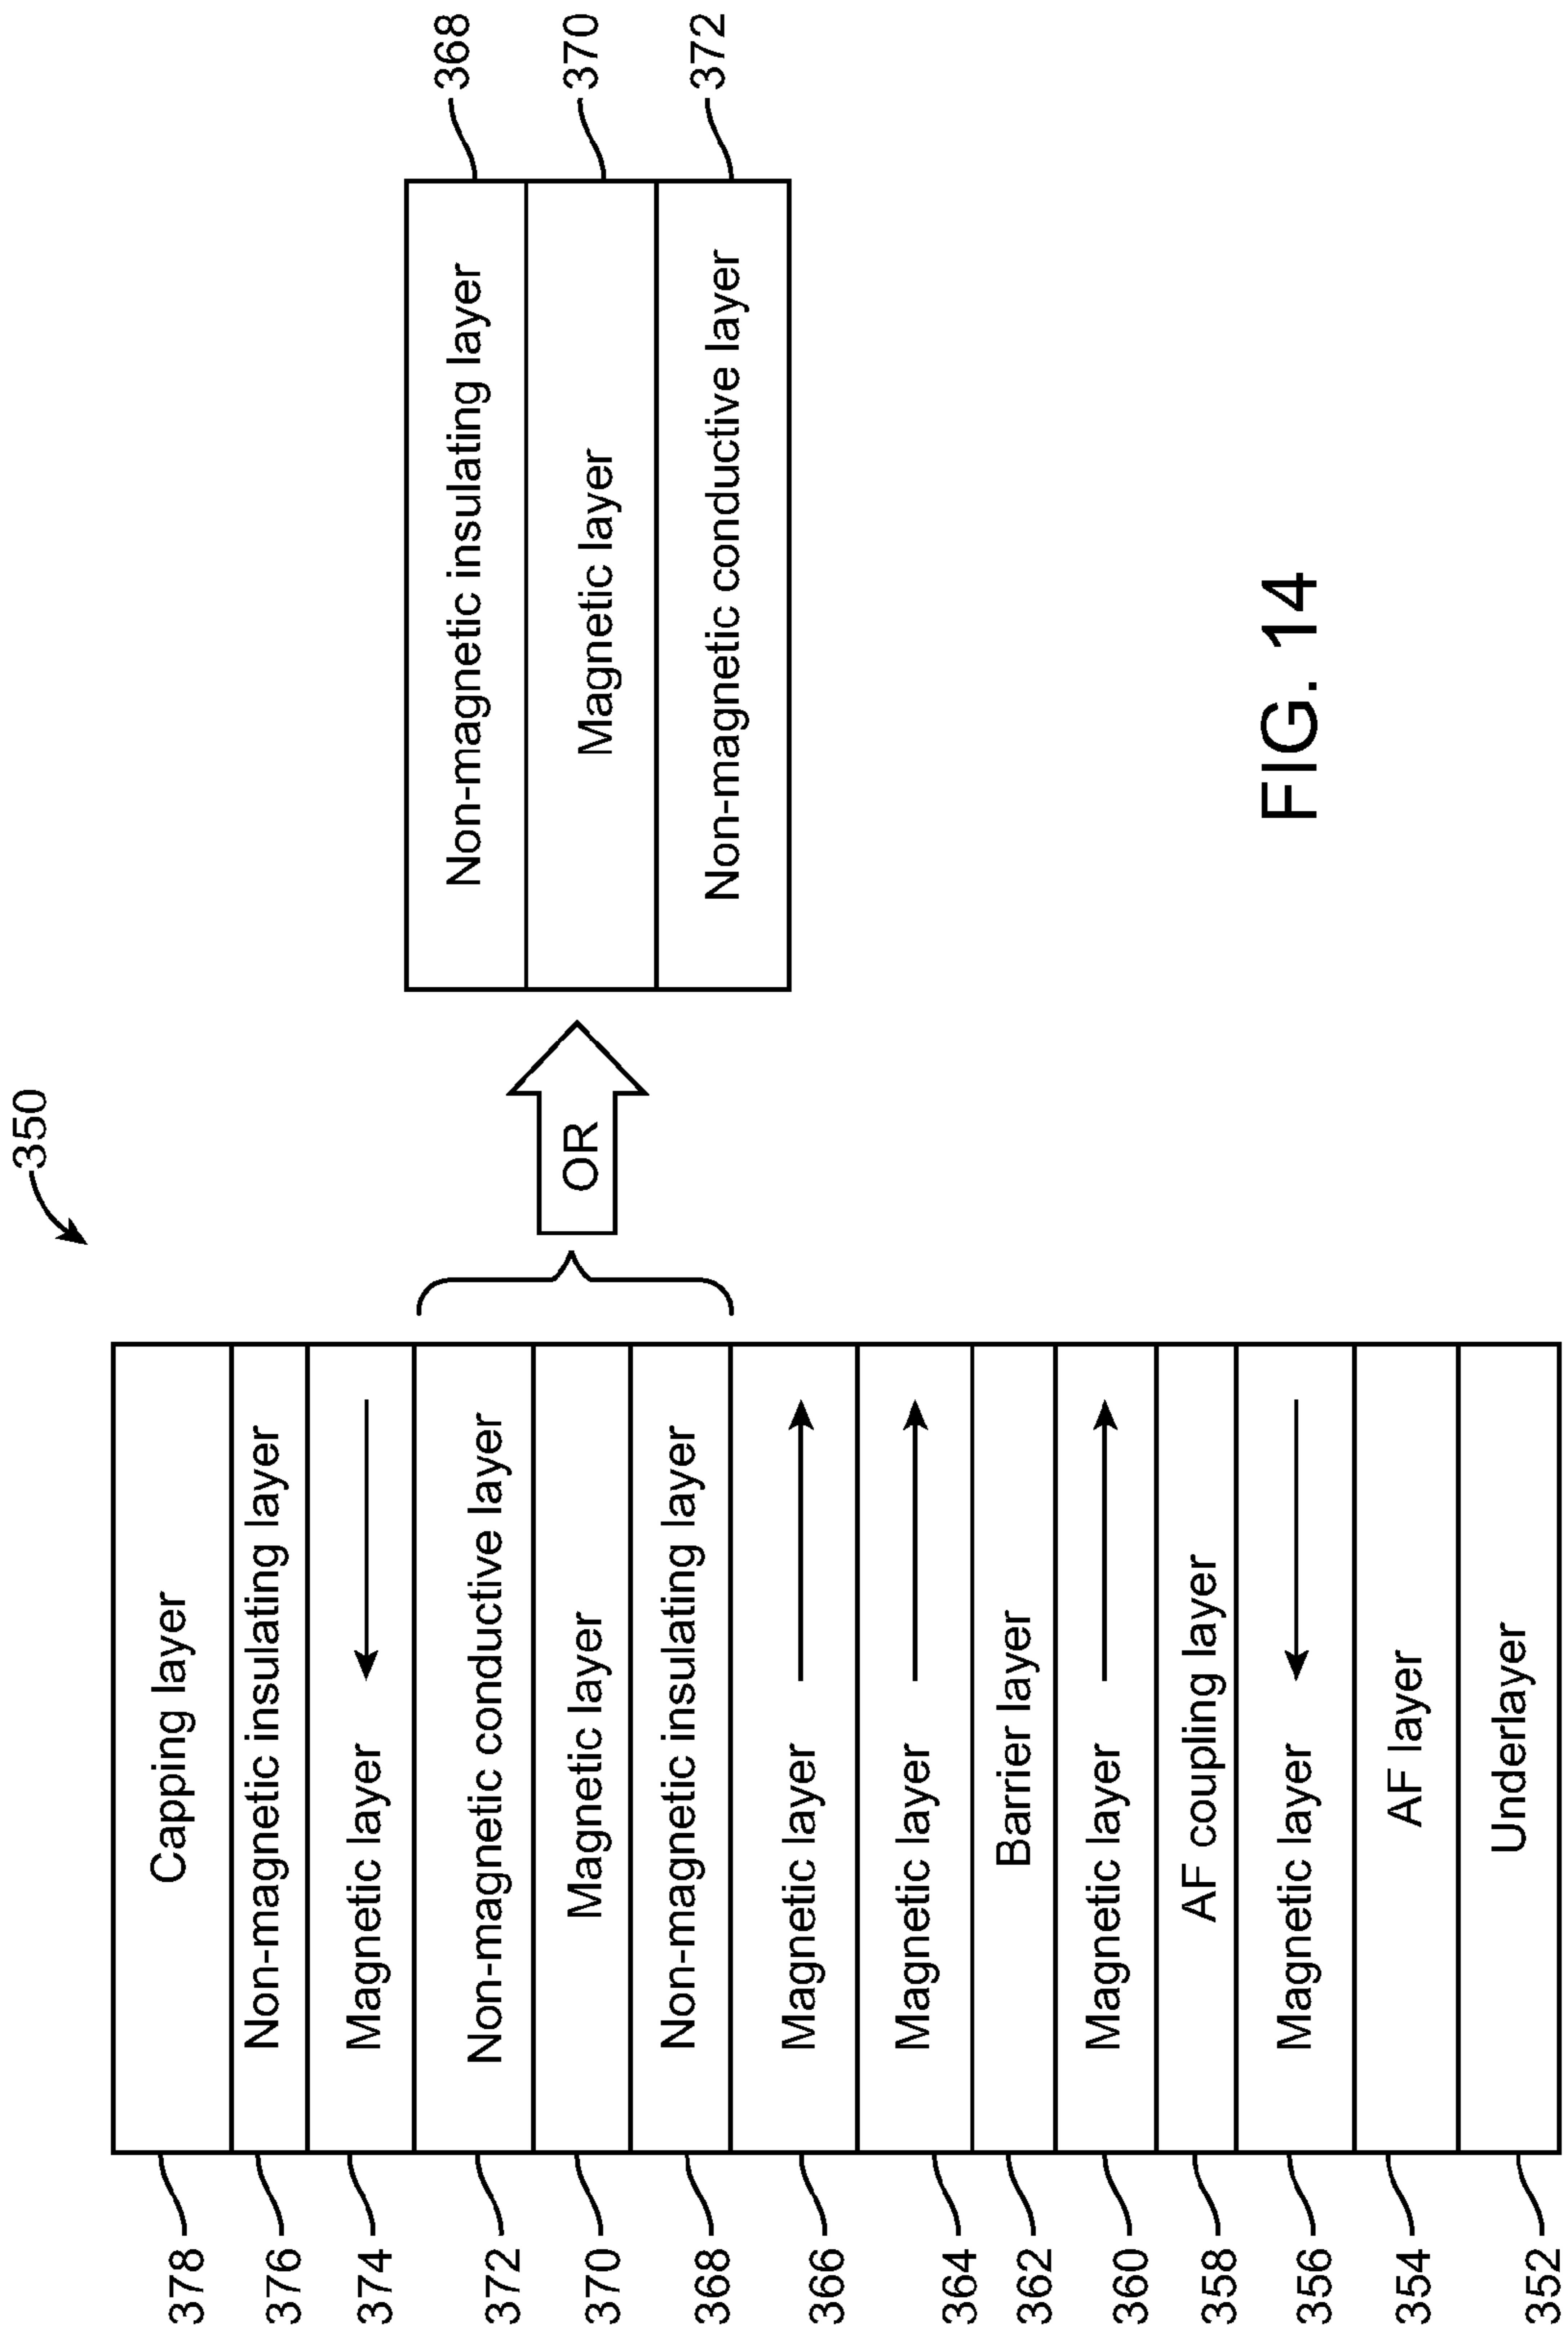 350
378 Capping layer
376 Non-magnetic insulating layer
374 Magnetic layer
372 Non-magnetic conductive layer
370 Magnetic layer
368 Non-magnetic insulating layer
366 Magnetic layer
364 Magnetic layer
362 Barrier layer
360 Magnetic layer
358 AF coupling layer
356 Magnetic layer
354 AF layer
352 Underlayer
OR
Non-magnetic insulating layer 368
Magnetic layer 370
Non-magnetic conductive layer 372
FIG. 14